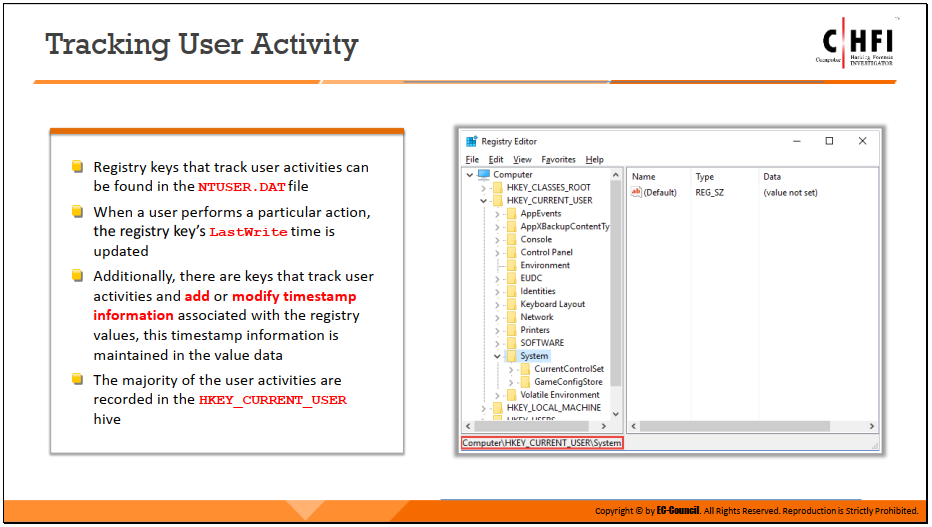 Tracking User Activity
CHFI
Computer Hacking Forensic
INVESTIGATOR
Registry keys that track user activities can
be found in the NTUSER.DAT file
When a user performs a particular action,
the registry key's LastWrite time is
updated
Additionally, there are keys that track user
activities and add or modify timestamp
information associated with the registry
values, this timestamp information is
maintained in the value data
The majority of the user activities are
recorded in the HKEY_CURRENT_USER
hive
Registry Editor
File Edit View Favorites Help
Computer
HKEY_CLASSES_ROOT
HKEY_CURRENT_USER
AppEvents
AppXBackupContentTy
Console
Control Panel
Environment
EUDC
Identities
Keyboard Layout
Network
Printers
SOFTWARE
System
CurrentControlSet
GameConfigStore
Volatile Environment
HKEY_LOCAL_MACHINE
HKEY_USERS
Name Type Data
ab (Default) REG_SZ (value not set)
Computer\HKEY_CURRENT_USER\System
Copyright © by EC-Council. All Rights Reserved. Reproduction is Strictly Prohibited.